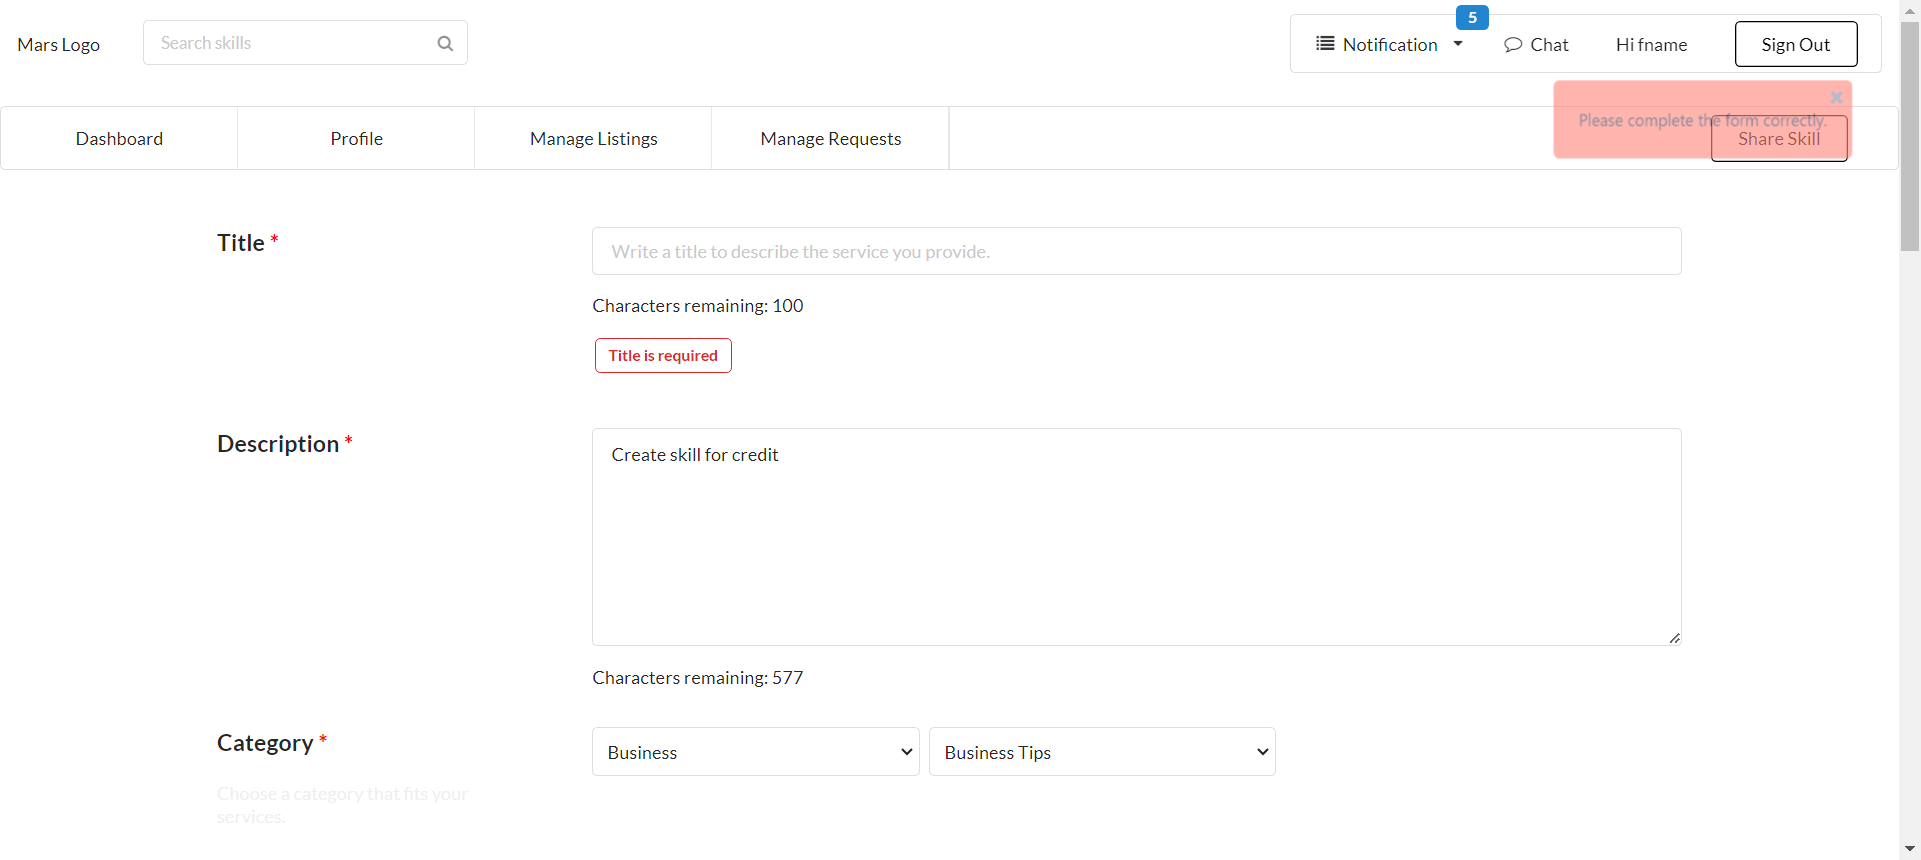 Mars Logo
Search skills
Notification
5
Chat
Hi fname
Sign Out
Please complete the form correctly.
Dashboard
Profile
Manage Listings
Manage Requests
Share Skill
Title *
Write a title to describe the service you provide.
Characters remaining: 100
Title is required
Description *
Create skill for credit
Characters remaining: 577
Category *
Business
Business Tips
Choose a category that fits your
services.